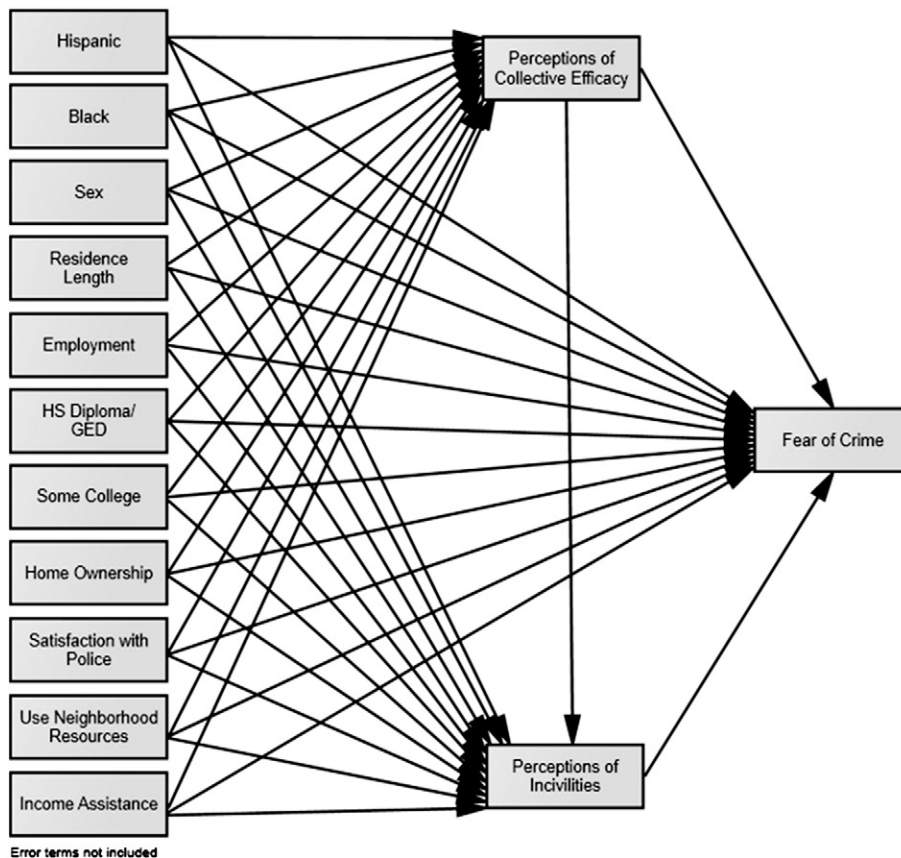 Hispanic
Black
Sex
Residence
Length
Employment
HS Diploma/
GED
Some College
Home Ownership
Satisfaction with
Police
Use Neighborhood
Resources
Income Assistance
Perceptions of
Collective Efficacy
Fear of Crime
Perceptions of
Incivilities
Error terms not included